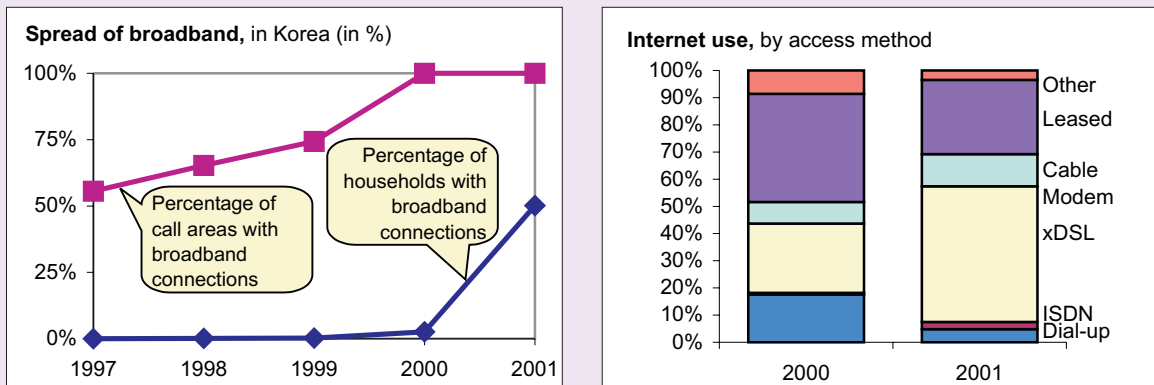 Spread of broadband, in Korea (in %)
100%
75%
50%
25%
0%
1997 1998 1999 2000 2001
Percentage of
call areas with
broadband
connections
Percentage of
households with
broadband
connections
Internet use, by access method
100%
90%
80%
70%
60%
50%
40%
30%
20%
10%
0%
2000 2001
Other
Leased
Cable
Modem
xDSL
ISDN
Dial-up